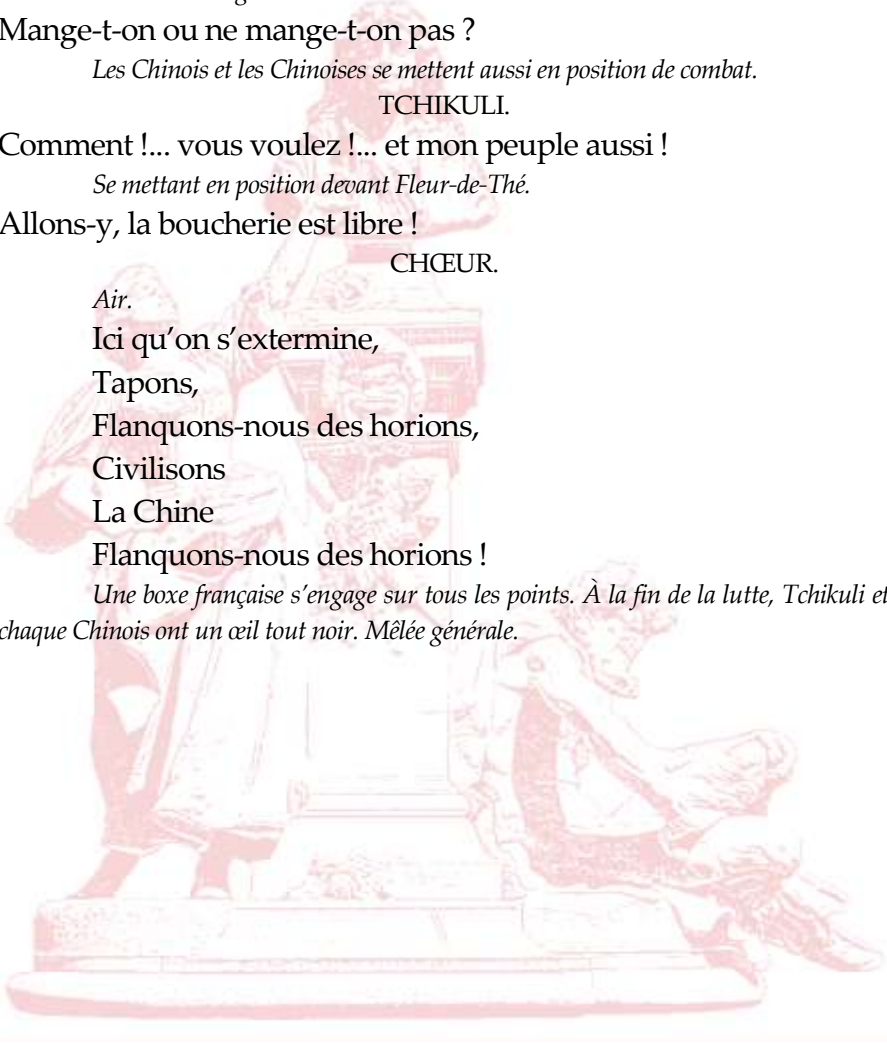 Mange-t-on ou ne mange-t-on pas ?
Les Chinois et les Chinoises se mettent aussi en position de combat.
TCHIKULI.
Comment !... vous voulez !... et mon peuple aussi !
Se mettant en position devant Fleur-de-Thé.
Allons-y, la boucherie est libre !
CHŒUR.
Air.
Ici qu’on s’extermine,
Tapons,
Flanquons-nous des horions,
Civilisons
La Chine
Flanquons-nous des horions !
Une boxe française s’engage sur tous les points. À la fin de la lutte, Tchikuli et
chaque Chinois ont un œil tout noir. Mêlée générale.